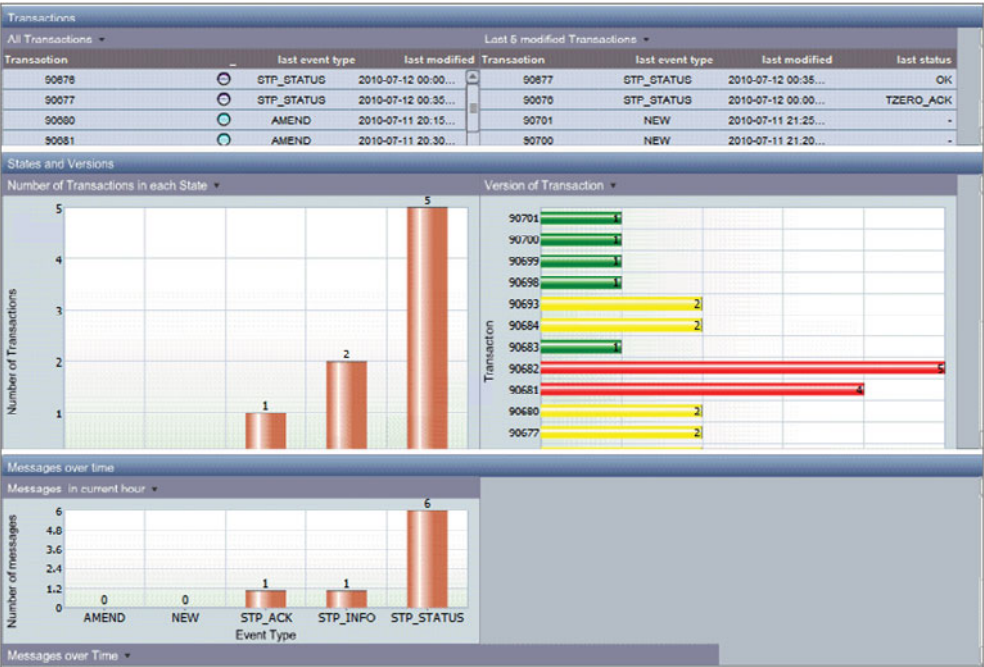 Transactions
All Transactions
Last 5 modified Transactions
Transaction _ last event type last modified
Transaction last event type last modified last status
90676 STP_STATUS 2010-07-12 00:00...
90677 STP_STATUS 2010-07-12 00:35... OK
90677 STP_STATUS 2010-07-12 00:35...
90676 STP_STATUS 2010-07-12 00:00... TZERO_ACK
90680 AMEND 2010-07-11 20:15...
90701 NEW 2010-07-11 21:25... -
90681 AMEND 2010-07-11 20:30...
90700 NEW 2010-07-11 21:20... -
States and Versions
Number of Transactions in each State
Number of Transactions
5
4
3
2
1
1
2
5
Version of Transaction
Transaction
90701 1
90700 1
90699 1
90698 1
90693 2
90684 2
90683 1
90682 5
90681 4
90680 2
90677 2
Messages over time
Messages in current hour
Number of messages
6
4.8
3.6
2.4
1.2
0
0
0
1
1
6
AMEND NEW STP_ACK STP_INFO STP_STATUS
Event Type
Messages over Time